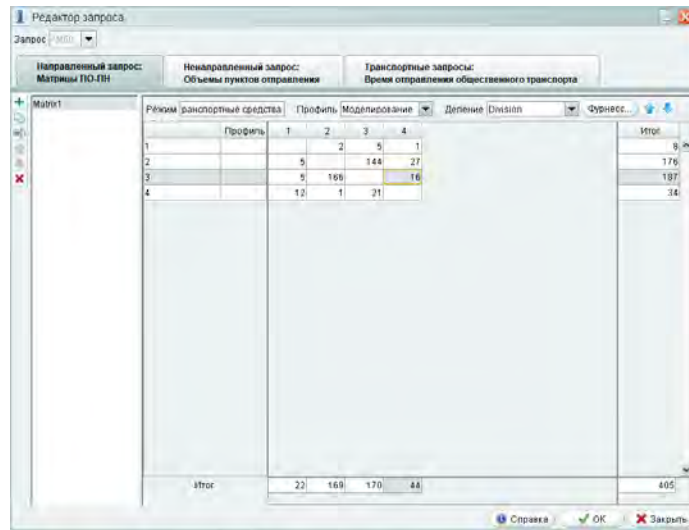 Редактор запроса
Запрос
Направленный запрос: Ненаправленный запрос: Транспортные запросы:
Матрицы ПО-ПН Объемы пунктов отправления Время отправления общественного транспорта
Matrix1
Режим ранспортные средства Профиль Моделирование Деление Division Фурнесс...
Профиль 1 2 3 4 Итог
1 2 5 1 8
2 5 144 27 176
3 5 166 16 187
4 12 1 21 34
Итог 22 169 170 44 405
Справка OK Закрыть